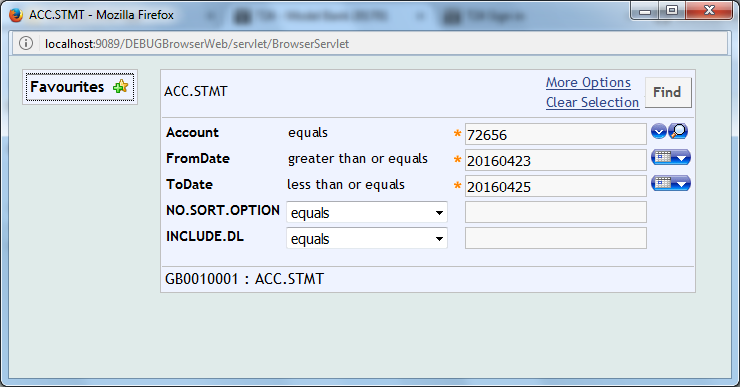 ACC.STMT - Mozilla Firefox
localhost:9089/DEBUGBrowserWeb/servlet/BrowserServlet
Favourites
ACC.STMT
More Options
Clear Selection
Find
Account equals * 72656
FromDate greater than or equals * 20160423
ToDate less than or equals * 20160425
NO.SORT.OPTION equals
INCLUDE.DL equals
GB0010001 : ACC.STMT